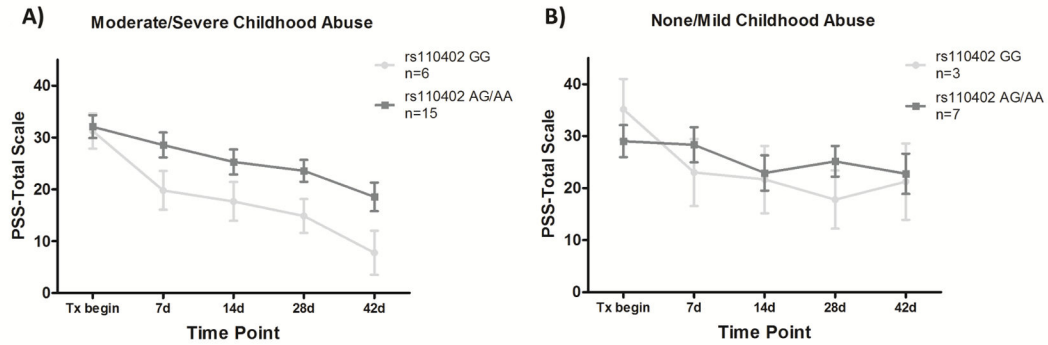 A)
Moderate/Severe Childhood Abuse
rs110402 GG
n=6
rs110402 AG/AA
n=15
PSS-Total Scale
40
30
20
10
0
Tx begin 7d 14d 28d 42d
Time Point
B)
None/Mild Childhood Abuse
rs110402 GG
n=3
rs110402 AG/AA
n=7
PSS-Total Scale
40
30
20
10
0
Tx begin 7d 14d 28d 42d
Time Point